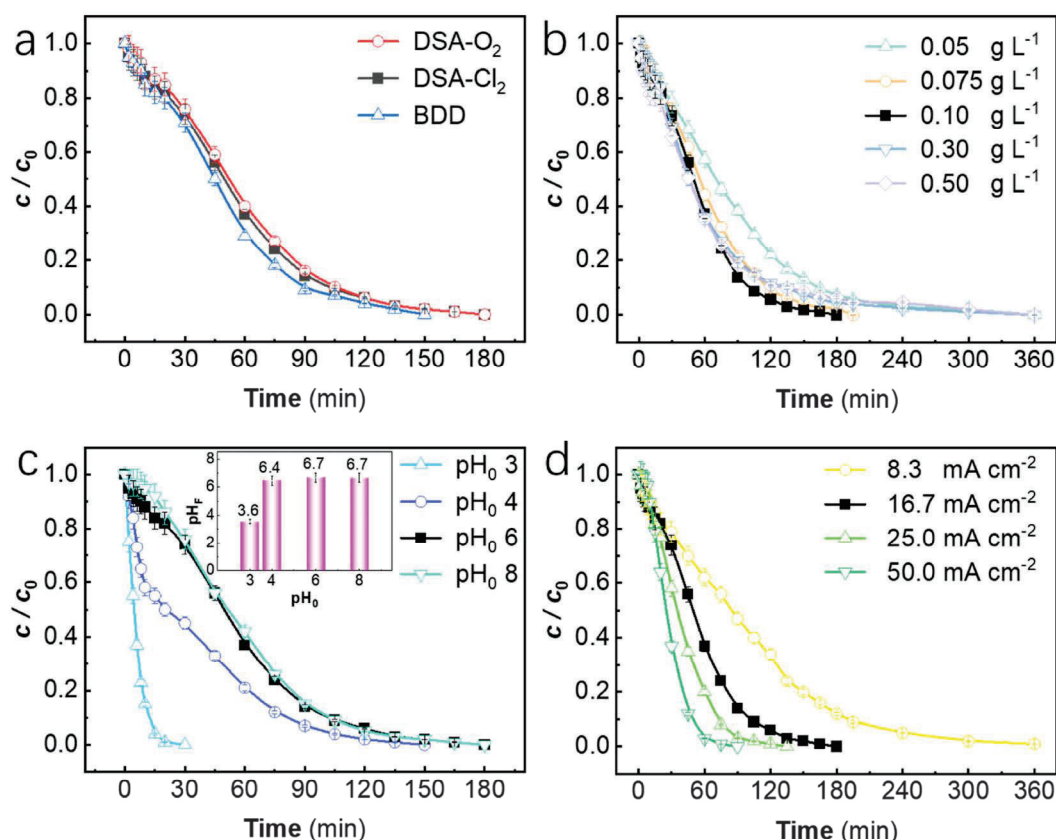 a
DSA-O₂
DSA-Cl₂
BDD
c / c₀
1.0
0.8
0.6
0.4
0.2
0.0
0 30 60 90 105 120 150 180
Time (min)
b
0.05 g L⁻¹
0.075 g L⁻¹
0.10 g L⁻¹
0.30 g L⁻¹
0.50 g L⁻¹
c / c₀
1.0
0.8
0.6
0.4
0.2
0.0
0 60 120 180 240 300 360
Time (min)
c
pH₀ 3
pH₀ 4
pH₀ 6
pH₀ 8
c / c₀
1.0
0.8
0.6
0.4
0.2
0.0
0 30 60 90 120 150 180
Time (min)
pH_F
8
6
4
2
0
3.6
6.4
6.7
6.7
3 4 6 8
pH₀
d
8.3 mA cm⁻²
16.7 mA cm⁻²
25.0 mA cm⁻²
50.0 mA cm⁻²
c / c₀
1.0
0.8
0.6
0.4
0.2
0.0
0 60 120 180 240 300 360
Time (min)